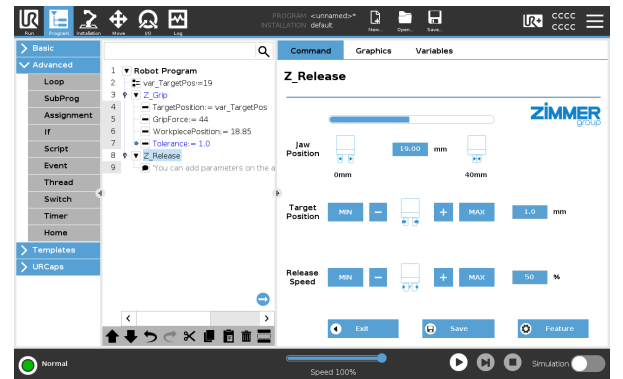 UR
PROGRAM <unnamed>*
INSTALLATION default
CCCC
CCCC
Run
Program
Installation
Move
I/O
Log
New...
Open...
Save...
Basic
Advanced
Loop
SubProg
Assignment
If
Script
Event
Thread
Switch
Timer
Home
Templates
URCaps
1 Robot Program
2 var_TargetPos:=19
3 Z_Grip
4 TargetPosition:= var_TargetPos
5 GripForce:= 44
6 WorkpiecePosition:= 18.85
7 Tolerance:= 1.0
8 Z_Release
9 'You can add parameters on the a
Command
Graphics
Variables
Z_Release
ZIMMER
group
Jaw
Position
19.00 mm
0mm
40mm
Target
Position
MIN
MAX
1.0 mm
Release
Speed
MIN
MAX
50 %
Exit
Save
Feature
Normal
Speed 100%
Simulation